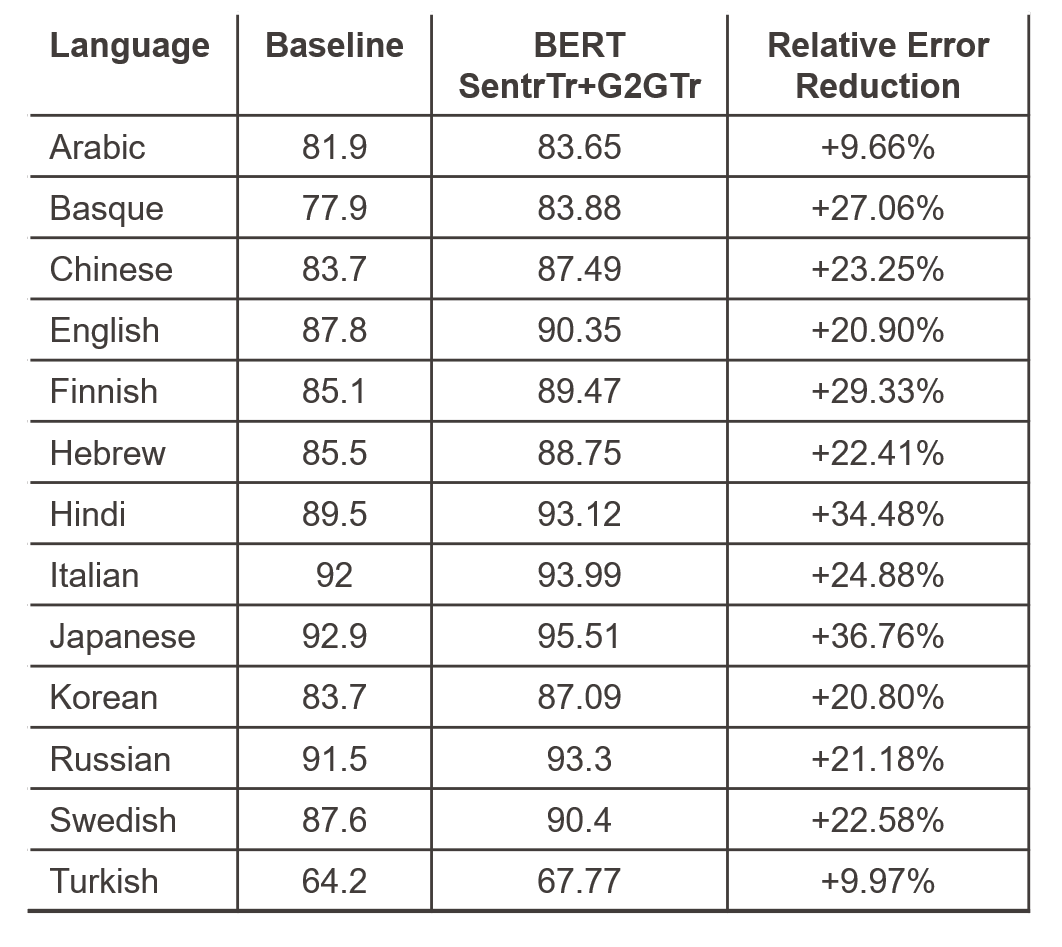 Language Baseline BERT Relative Error
SentrTr+G2GTr Reduction
Arabic 81.9 83.65 +9.66%
Basque 77.9 83.88 +27.06%
Chinese 83.7 87.49 +23.25%
English 87.8 90.35 +20.90%
Finnish 85.1 89.47 +29.33%
Hebrew 85.5 88.75 +22.41%
Hindi 89.5 93.12 +34.48%
Italian 92 93.99 +24.88%
Japanese 92.9 95.51 +36.76%
Korean 83.7 87.09 +20.80%
Russian 91.5 93.3 +21.18%
Swedish 87.6 90.4 +22.58%
Turkish 64.2 67.77 +9.97%